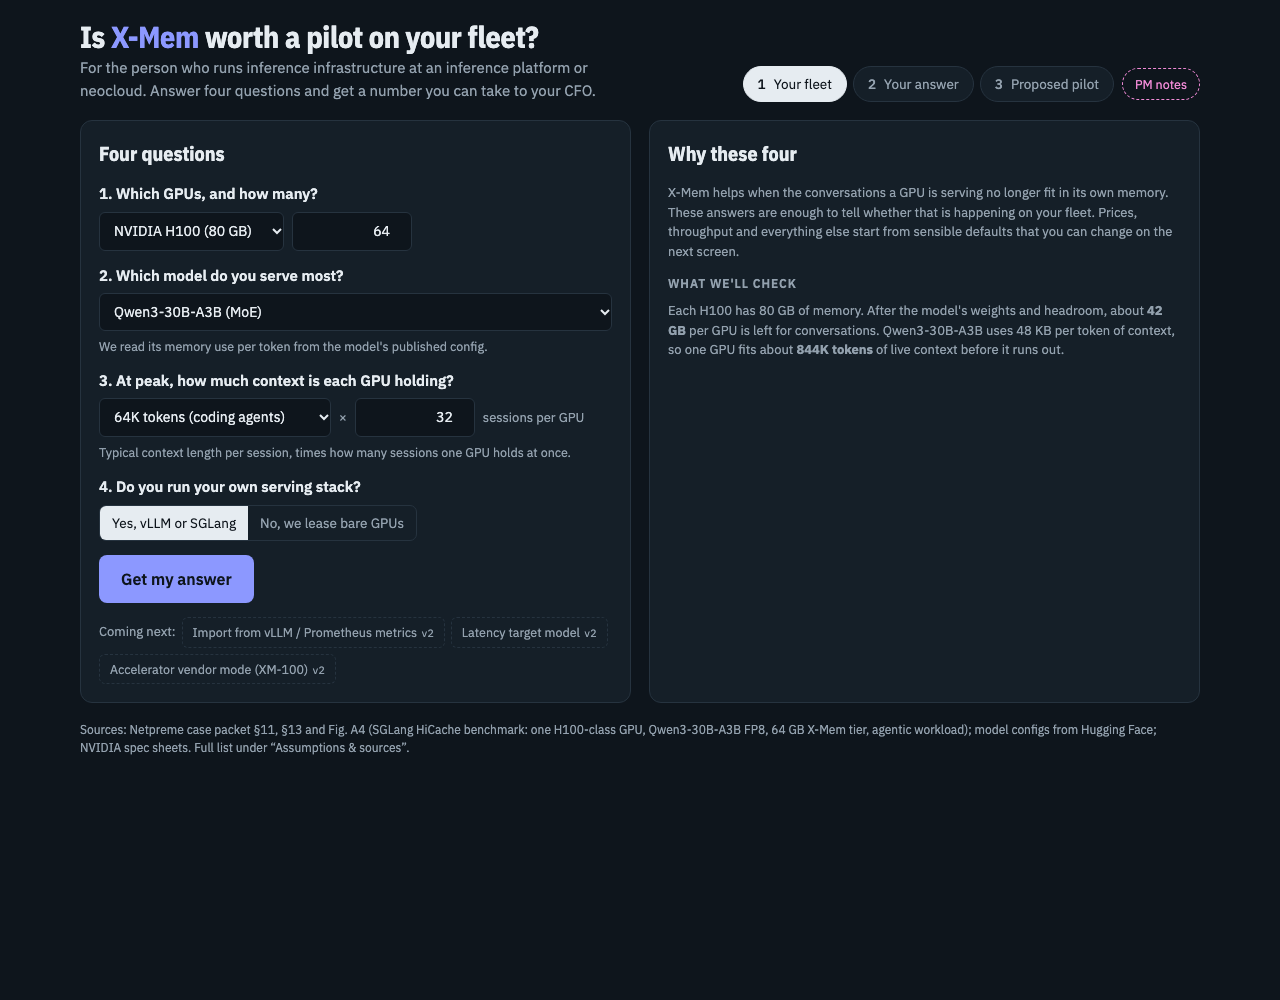 Is X-Mem worth a pilot on your fleet?
For the person who runs inference infrastructure at an inference platform or
neocloud. Answer four questions and get a number you can take to your CFO.
1 Your fleet
2 Your answer
3 Proposed pilot
PM notes
Four questions
1. Which GPUs, and how many?
NVIDIA H100 (80 GB)
64
2. Which model do you serve most?
Qwen3-30B-A3B (MoE)
We read its memory use per token from the model's published config.
3. At peak, how much context is each GPU holding?
64K tokens (coding agents)
×
32
sessions per GPU
Typical context length per session, times how many sessions one GPU holds at once.
4. Do you run your own serving stack?
Yes, vLLM or SGLang
No, we lease bare GPUs
Get my answer
Coming next:
Import from vLLM / Prometheus metrics v2
Latency target model v2
Accelerator vendor mode (XM-100) v2
Why these four
X-Mem helps when the conversations a GPU is serving no longer fit in its own memory.
These answers are enough to tell whether that is happening on your fleet. Prices,
throughput and everything else start from sensible defaults that you can change on the
next screen.
WHAT WE'LL CHECK
Each H100 has 80 GB of memory. After the model's weights and headroom, about 42
GB per GPU is left for conversations. Qwen3-30B-A3B uses 48 KB per token of context,
so one GPU fits about 844K tokens of live context before it runs out.
Sources: Netpreme case packet §11, §13 and Fig. A4 (SGLang HiCache benchmark: one H100-class GPU, Qwen3-30B-A3B FP8, 64 GB X-Mem tier, agentic workload); model configs from Hugging Face;
NVIDIA spec sheets. Full list under “Assumptions & sources”.